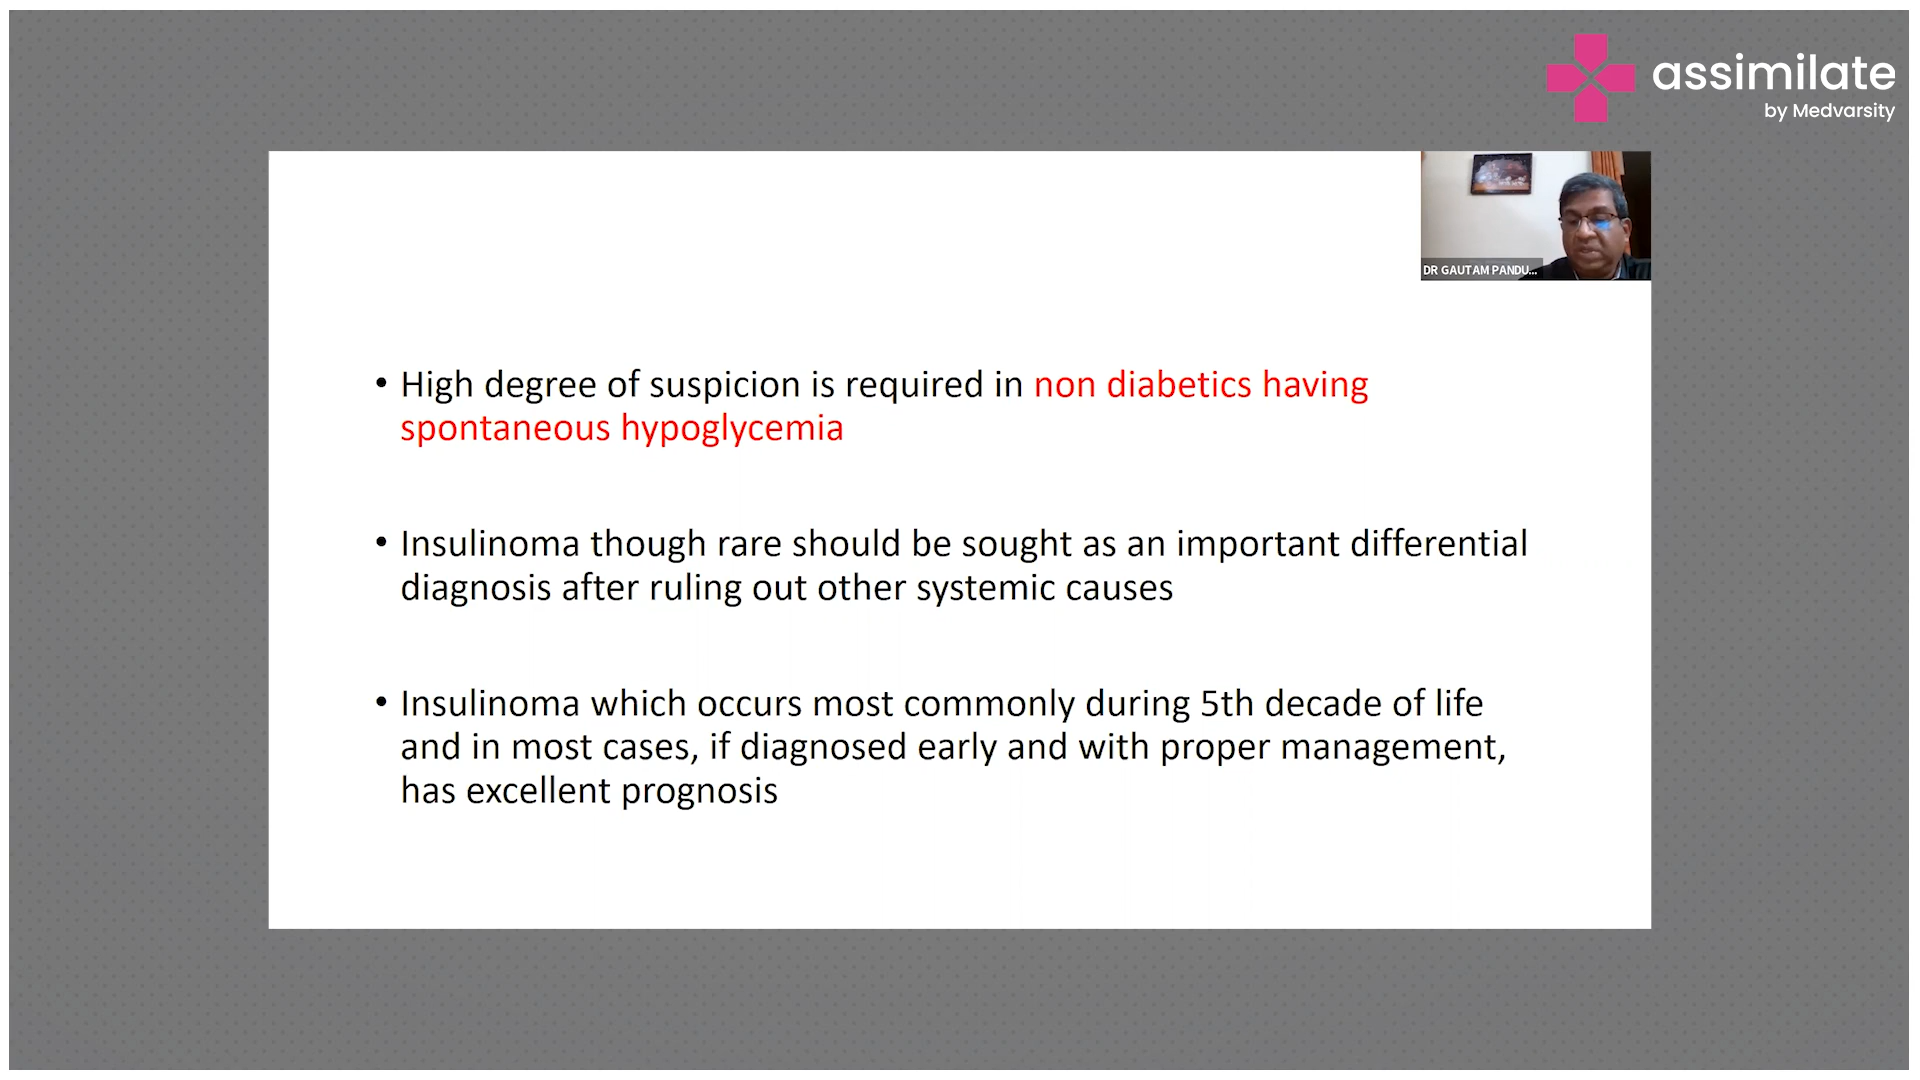 assimilate
by Medvarsity
DR GAUTAM PANDU...
• High degree of suspicion is required in non diabetics having
spontaneous hypoglycemia
• Insulinoma though rare should be sought as an important differential
diagnosis after ruling out other systemic causes
• Insulinoma which occurs most commonly during 5th decade of life
and in most cases, if diagnosed early and with proper management,
has excellent prognosis